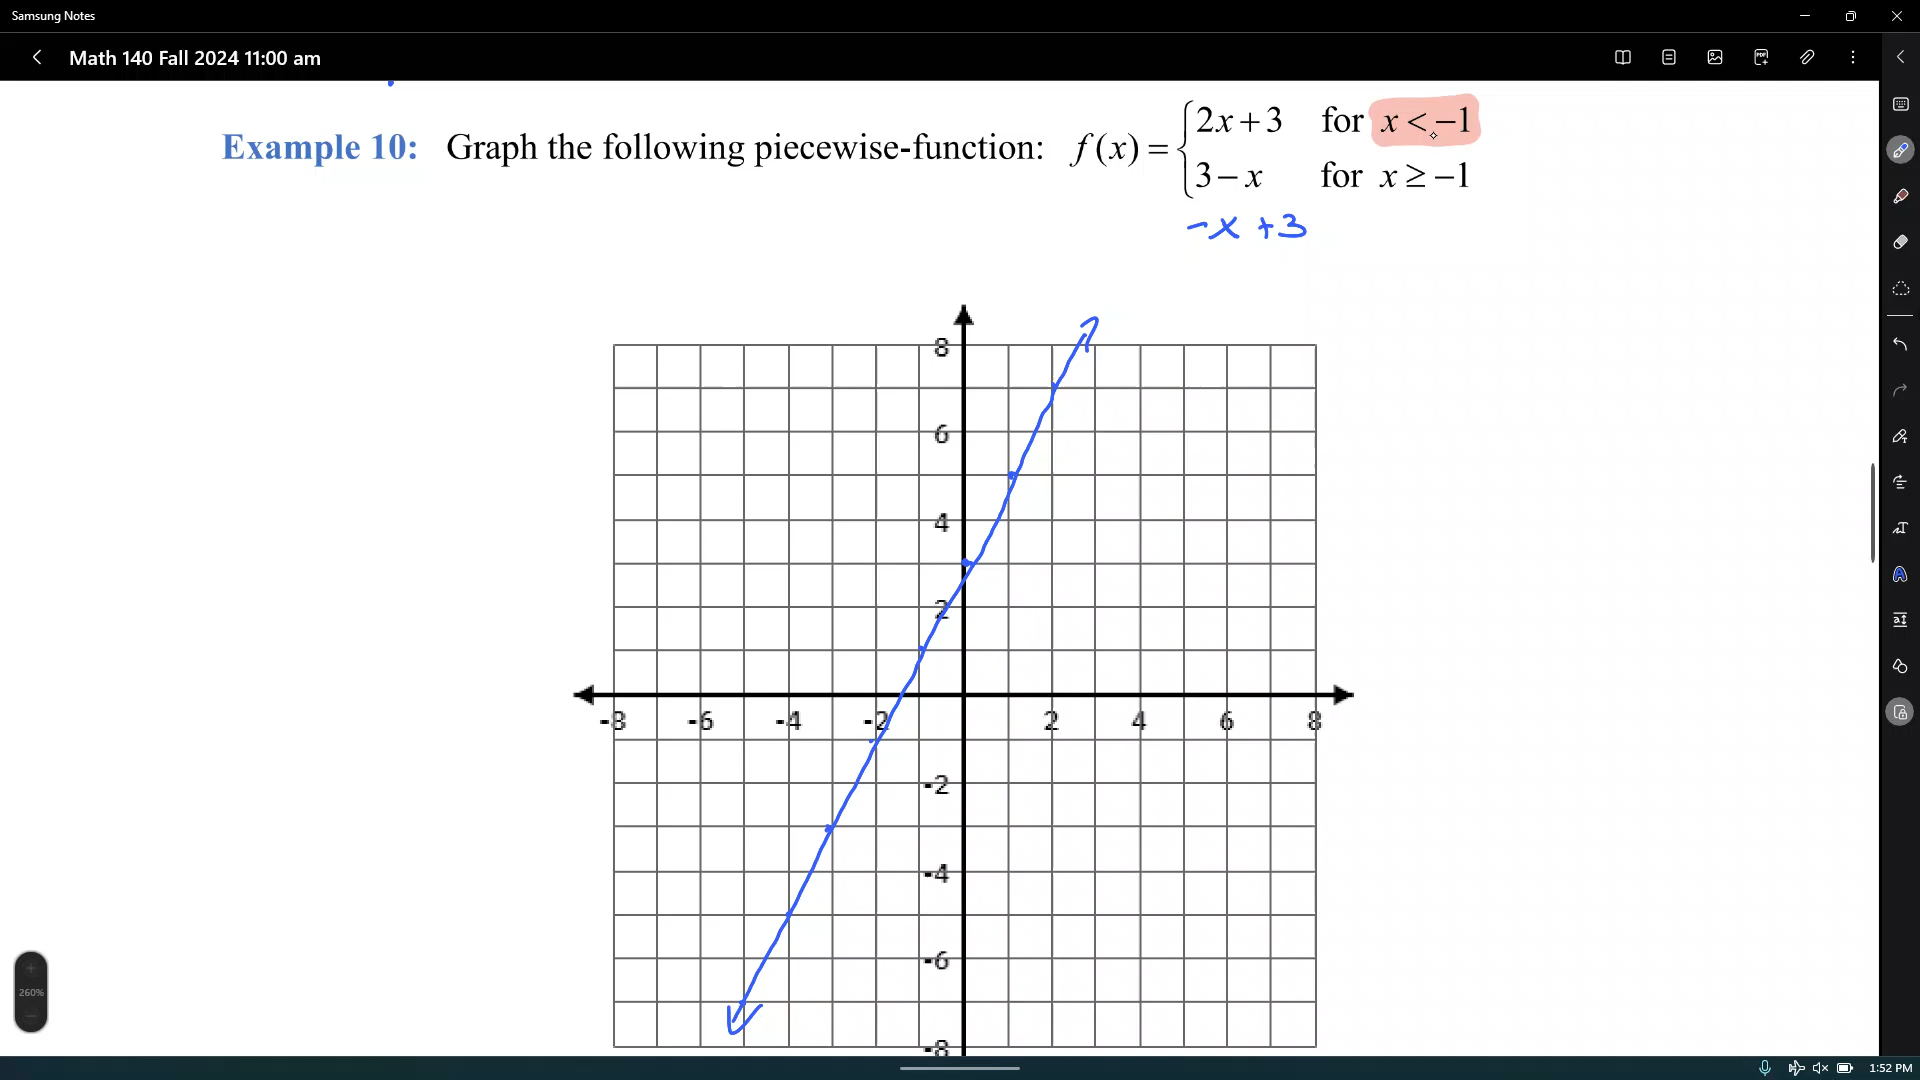 Samsung Notes
Math 140 Fall 2024 11:00 am
Example 10: Graph the following piecewise-function: f(x) = { 2x+3 for x < −1
3−x for x ≥ −1
-x +3
8
6
4
2
-8 -6 -4 -2 2 4 6 8
-2
-4
-6
-8
260%
1:52 PM